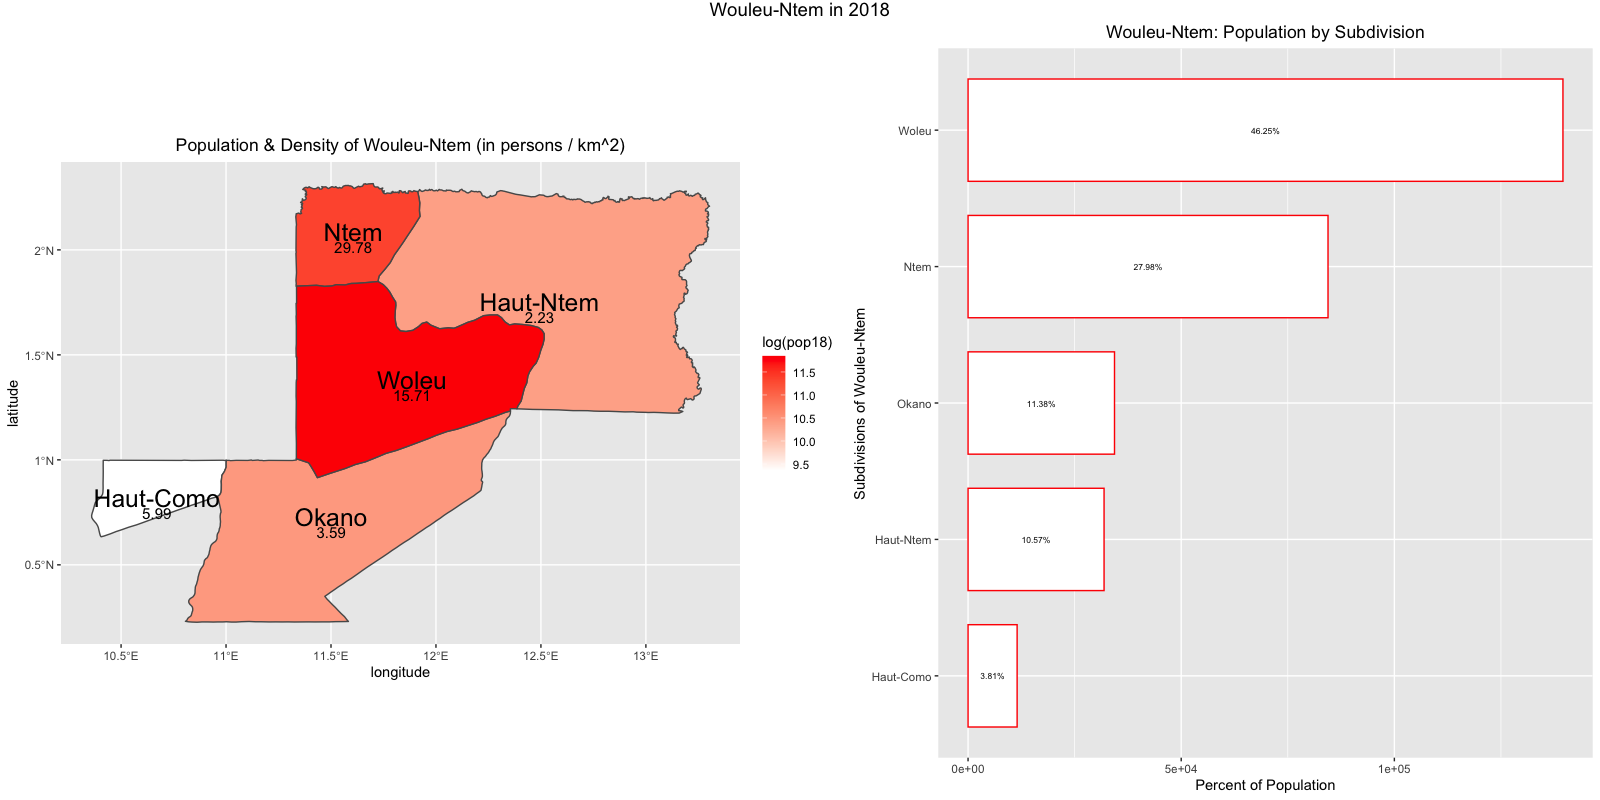 Wouleu-Ntem in 2018
Population & Density of Wouleu-Ntem (in persons / km^2)
latitude
2°N
1.5°N
1°N
0.5°N
Ntem
29.78
Haut-Ntem
2.23
Woleu
15.71
Haut-Como
5.99
Okano
3.59
10.5°E
11°E
11.5°E
12°E
12.5°E
13°E
longitude
log(pop18)
11.5
11.0
10.5
10.0
9.5
Wouleu-Ntem: Population by Subdivision
Subdivisions of Wouleu-Ntem
Woleu
46.25%
Ntem
27.98%
Okano
11.38%
Haut-Ntem
10.57%
Haut-Como
3.81%
0e+00
5e+04
1e+05
Percent of Population